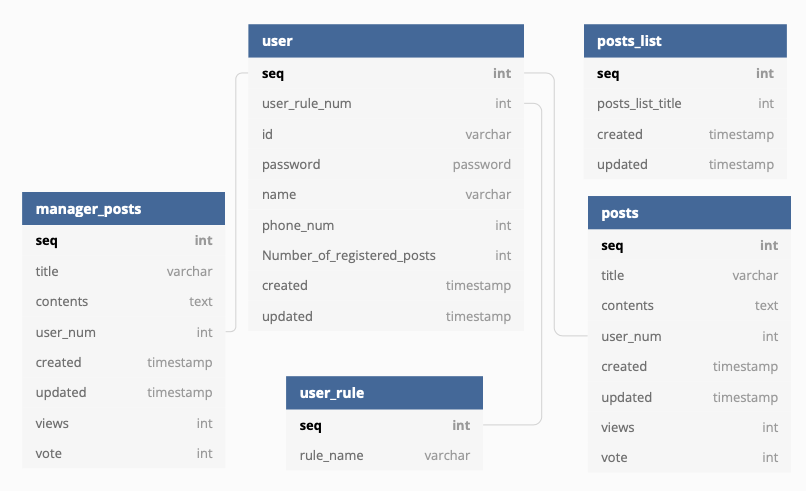 user
seq int
user_rule_num int
id varchar
password password
name varchar
phone_num int
Number_of_registered_posts int
created timestamp
updated timestamp
posts_list
seq int
posts_list_title int
created timestamp
updated timestamp
manager_posts
seq int
title varchar
contents text
user_num int
created timestamp
updated timestamp
views int
vote int
posts
seq int
title varchar
contents text
user_num int
created timestamp
updated timestamp
views int
vote int
user_rule
seq int
rule_name varchar